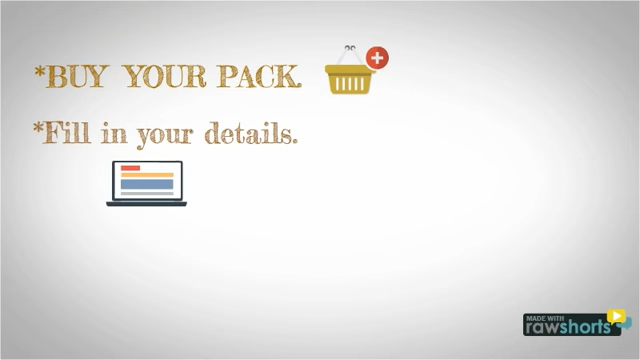 *BUY YOUR PACK.
*Fill in your details.
MADE WITH
rawshorts